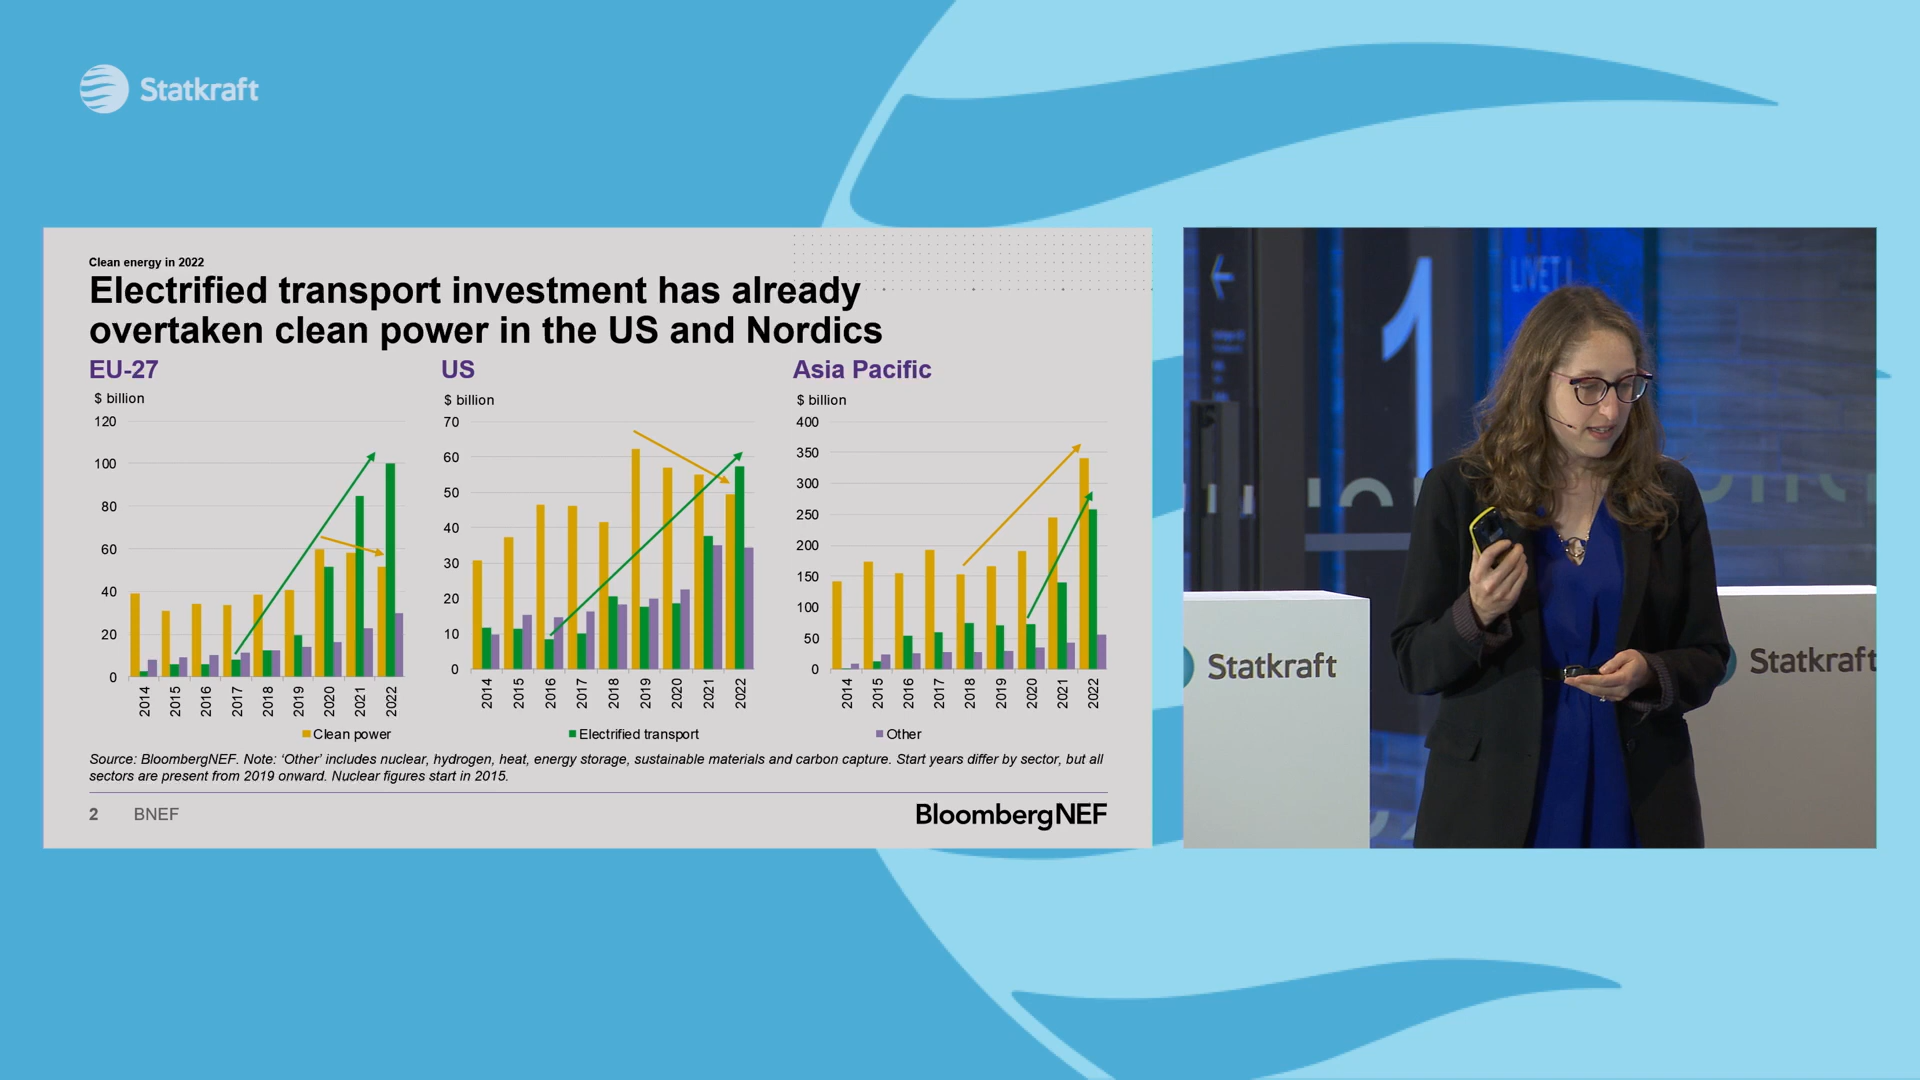 Statkraft
Clean energy in 2022
Electrified transport investment has already
overtaken clean power in the US and Nordics
EU-27
$ billion
120
100
80
60
40
20
0
2014
2015
2016
2017
2018
2019
2020
2021
2022
US
$ billion
70
60
50
40
30
20
10
0
2014
2015
2016
2017
2018
2019
2020
2021
2022
Asia Pacific
$ billion
400
350
300
250
200
150
100
50
0
2014
2015
2016
2017
2018
2019
2020
2021
2022
Clean power
Electrified transport
Other
Source: BloombergNEF. Note: ‘Other’ includes nuclear, hydrogen, heat, energy storage, sustainable materials and carbon capture. Start years differ by sector, but all
sectors are present from 2019 onward. Nuclear figures start in 2015.
2 BNEF
BloombergNEF
1
Statkraft
Statkraft